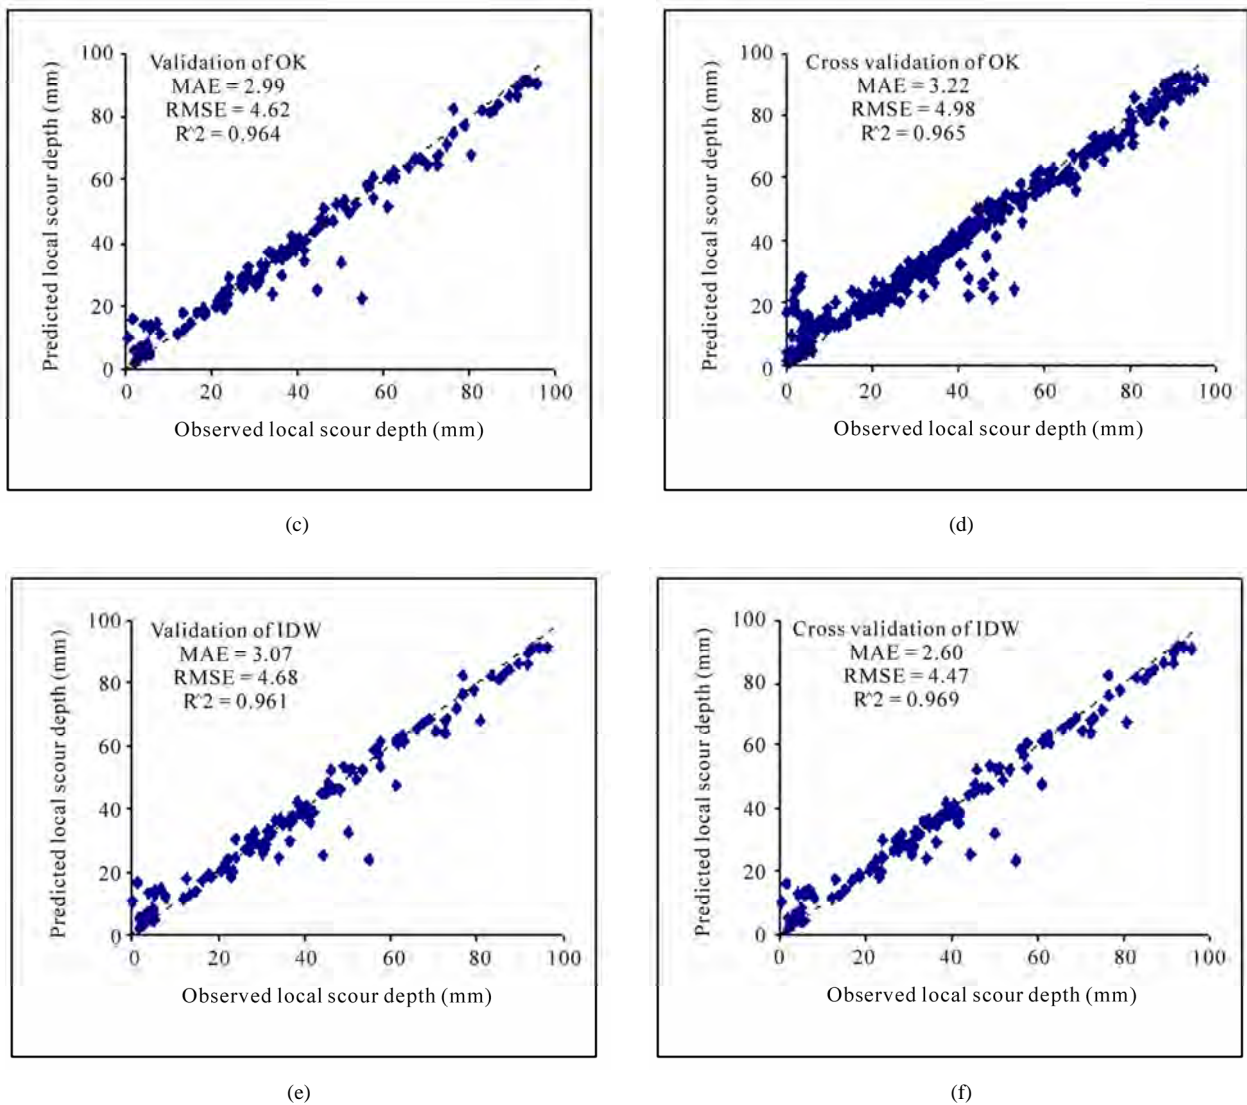 Validation of OK
MAE = 2.99
RMSE = 4.62
R^2 = 0.964
Predicted local scour depth (mm)
100
80
60
40
20
0
0 20 40 60 80 100
Observed local scour depth (mm)
(c)
Cross validation of OK
MAE = 3.22
RMSE = 4.98
R^2 = 0.965
Predicted local scour depth (mm)
100
80
60
40
20
0
0 20 40 60 80 100
Observed local scour depth (mm)
(d)
Validation of IDW
MAE = 3.07
RMSE = 4.68
R^2 = 0.961
Predicted local scour depth (mm)
100
80
60
40
20
0
0 20 40 60 80 100
Observed local scour depth (mm)
(e)
Cross validation of IDW
MAE = 2.60
RMSE = 4.47
R^2 = 0.969
Predicted local scour depth (mm)
100
80
60
40
20
0
0 20 40 60 80 100
Observed local scour depth (mm)
(f)